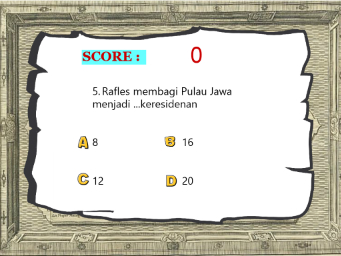 SCORE : 0
5. Rafles membagi Pulau Jawa
menjadi ...keresidenan
A 8
B 16
C 12
D 20